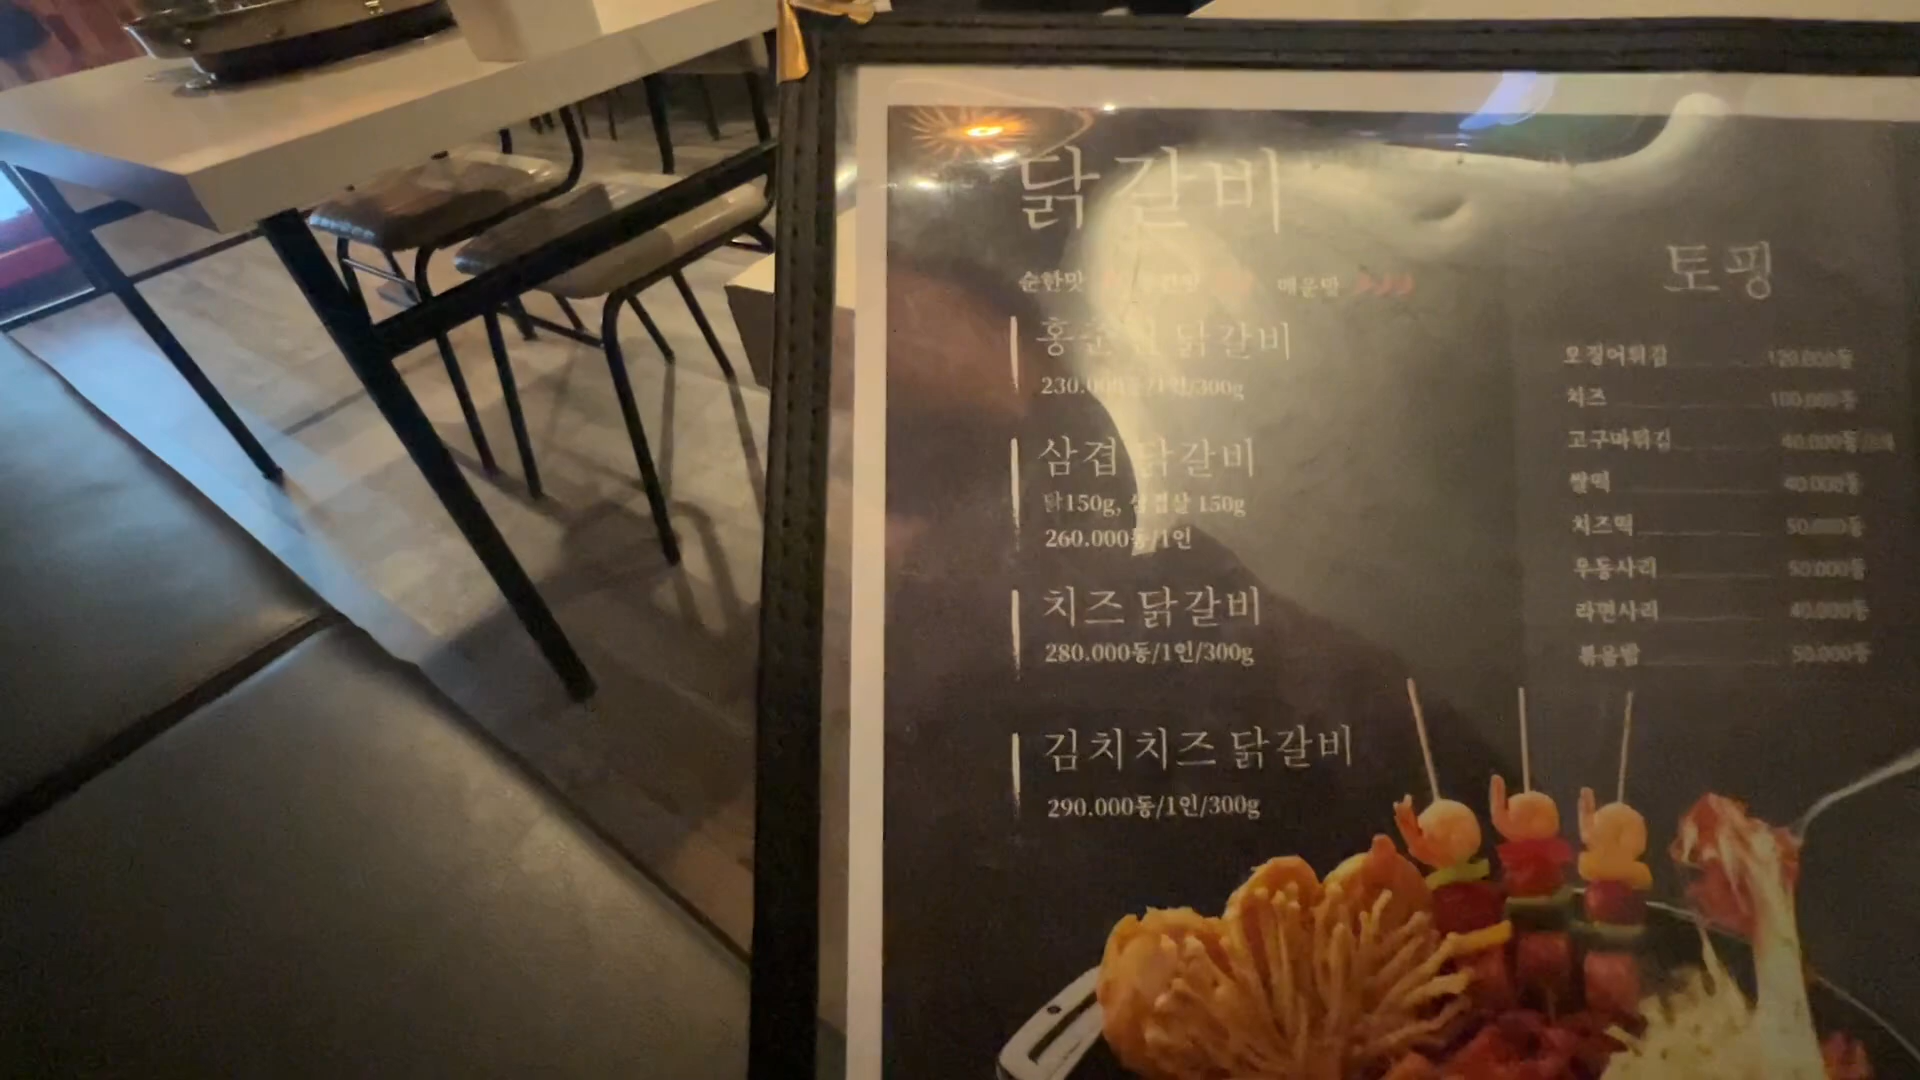 닭갈비
순한맛 매운맛
홍춘천 닭갈비
230.000동/1인/300g
삼겹 닭갈비
닭150g, 삼겹살 150g
260.000동/1인
치즈 닭갈비
280.000동/1인/300g
김치치즈 닭갈비
290.000동/1인/300g
토핑
오징어튀김 120.000동
치즈 100.000동
고구마튀김 40.000동
쌀떡 40.000동
치즈떡 50.000동
우동사리 50.000동
라면사리 40.000동
볶음밥 50.000동